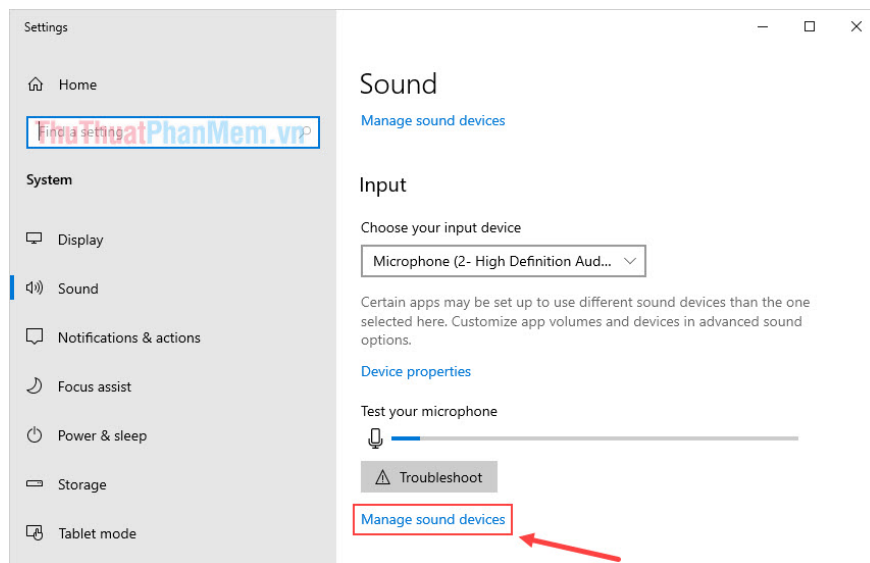 Settings
Home
Find a setting
ThuThuatPhanMem.vn
System
Display
Sound
Notifications & actions
Focus assist
Power & sleep
Storage
Tablet mode
Sound
Manage sound devices
Input
Choose your input device
Microphone (2- High Definition Aud...
Certain apps may be set up to use different sound devices than the one
selected here. Customize app volumes and devices in advanced sound
options.
Device properties
Test your microphone
Troubleshoot
Manage sound devices